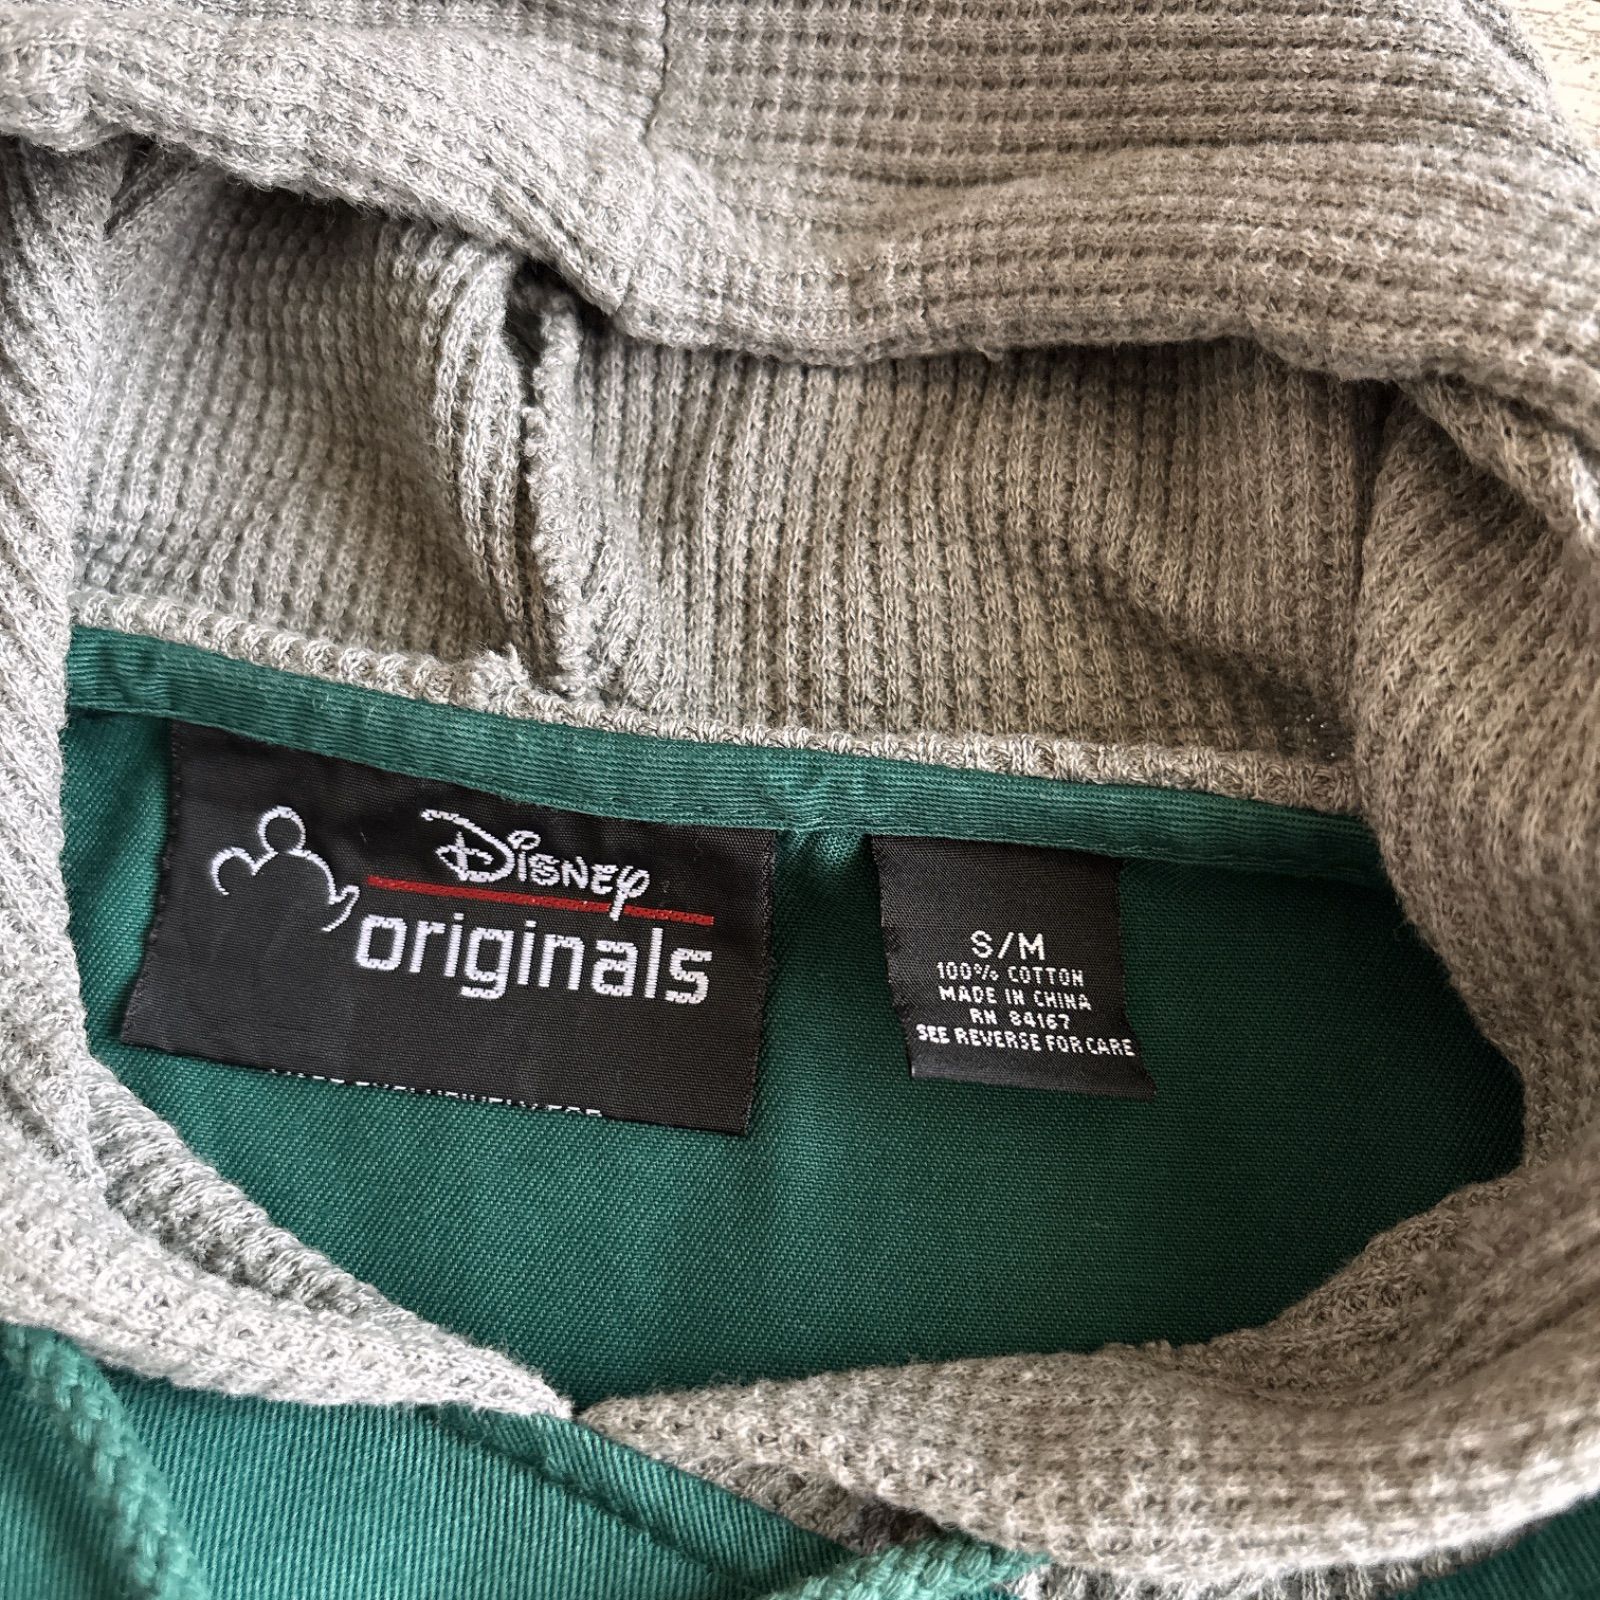 Disney
originals
S/M
100% COTTON
MADE IN CHINA
RN 84167
SEE REVERSE FOR CARE